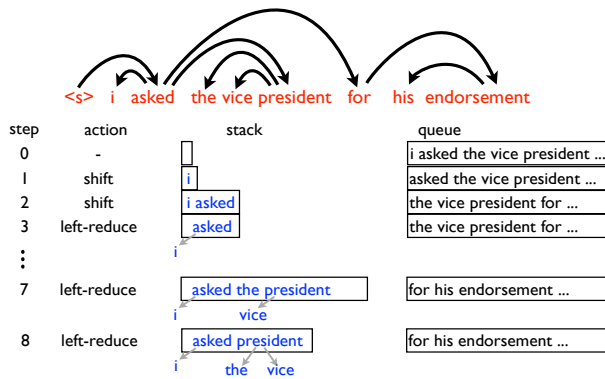 <s> i asked the vice president for his endorsement
step action stack queue
0 - i asked the vice president ...
1 shift i asked the vice president ...
2 shift i asked the vice president for ...
3 left-reduce asked the vice president for ...
i
⋮
7 left-reduce asked the president for his endorsement ...
i vice
8 left-reduce asked president for his endorsement ...
i the vice